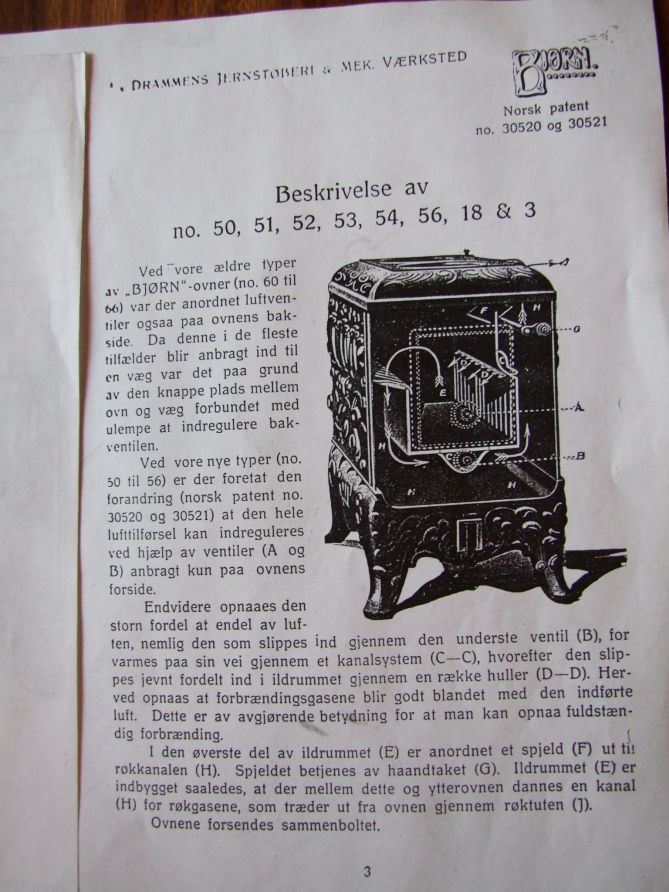 DRAMMENS JERNSTØBERI & MEK. VÆRKSTED
BJØRN.
Norsk patent
no. 30520 og 30521
Beskrivelse av
no. 50, 51, 52, 53, 54, 56, 18 & 3
Ved vore ældre typer
av „BJØRN“-ovner (no. 60 til
66) var der anordnet luftven-
tiler ogsaa paa ovnens bak-
side. Da denne i de fleste
tilfælder blir anbragt ind til
en væg var det paa grund
av den knappe plads mellem
ovn og væg forbundet med
ulempe at indregulere bak-
ventilen.
Ved vore nye typer (no.
50 til 56) er der foretat den
forandring (norsk patent no.
30520 og 30521) at den hele
lufttilførsel kan indreguleres
ved hjælp av ventiler (A og
B) anbragt kun paa ovnens
forside.
Endvidere opnaaes den
storn fordel at endel av luf-
ten, nemlig den som slippes ind gjennem den underste ventil (B), for
varmes paa sin vei gjennem et kanalsystem (C—C), hvorefter den slip-
pes jevnt fordelt ind i ildrummet gjennem en række huller (D—D). Her-
ved opnaas at forbrændingsgasene blir godt blandet med den indførte
luft. Dette er av avgjørende betydning for at man kan opnaa fuldstæn-
dig forbrænding.
I den øverste del av ildrummet (E) er anordnet et spjeld (F) ut til
røkkanalen (H). Spjeldet betjenes av haandtaket (G). Ildrummet (E) er
indbygget saaledes, at der mellem dette og ytterovnen dannes en kanal
(H) for røkgasene, som træder ut fra ovnen gjennem røktuten (J).
Ovnene forsendes sammenboltet.
J
F
H
G
D
D
E
A
H
B
H
H
3